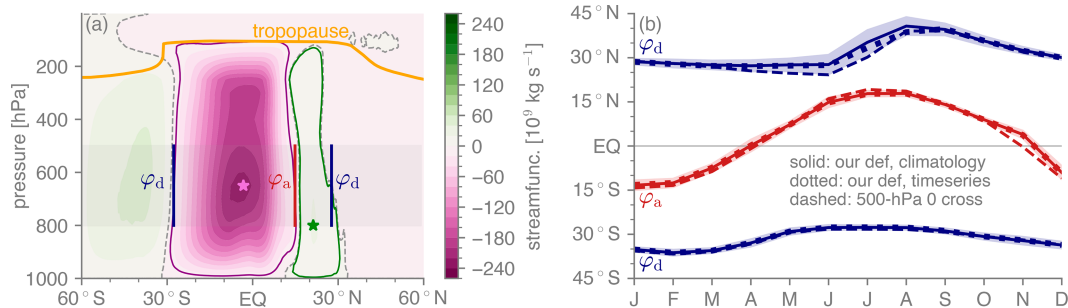 (a)
tropopause
φd
φa
φd
200
400
600
800
1000
pressure [hPa]
60°S
30°S
EQ
30°N
60°N
240
180
120
60
0
−60
−120
−180
−240
streamfunc. [10⁹ kg s⁻¹]
(b)
φd
φa
φd
45°N
30°N
15°N
EQ
15°S
30°S
45°S
solid: our def, climatology
dotted: our def, timeseries
dashed: 500-hPa 0 cross
J F M A M J J A S O N D